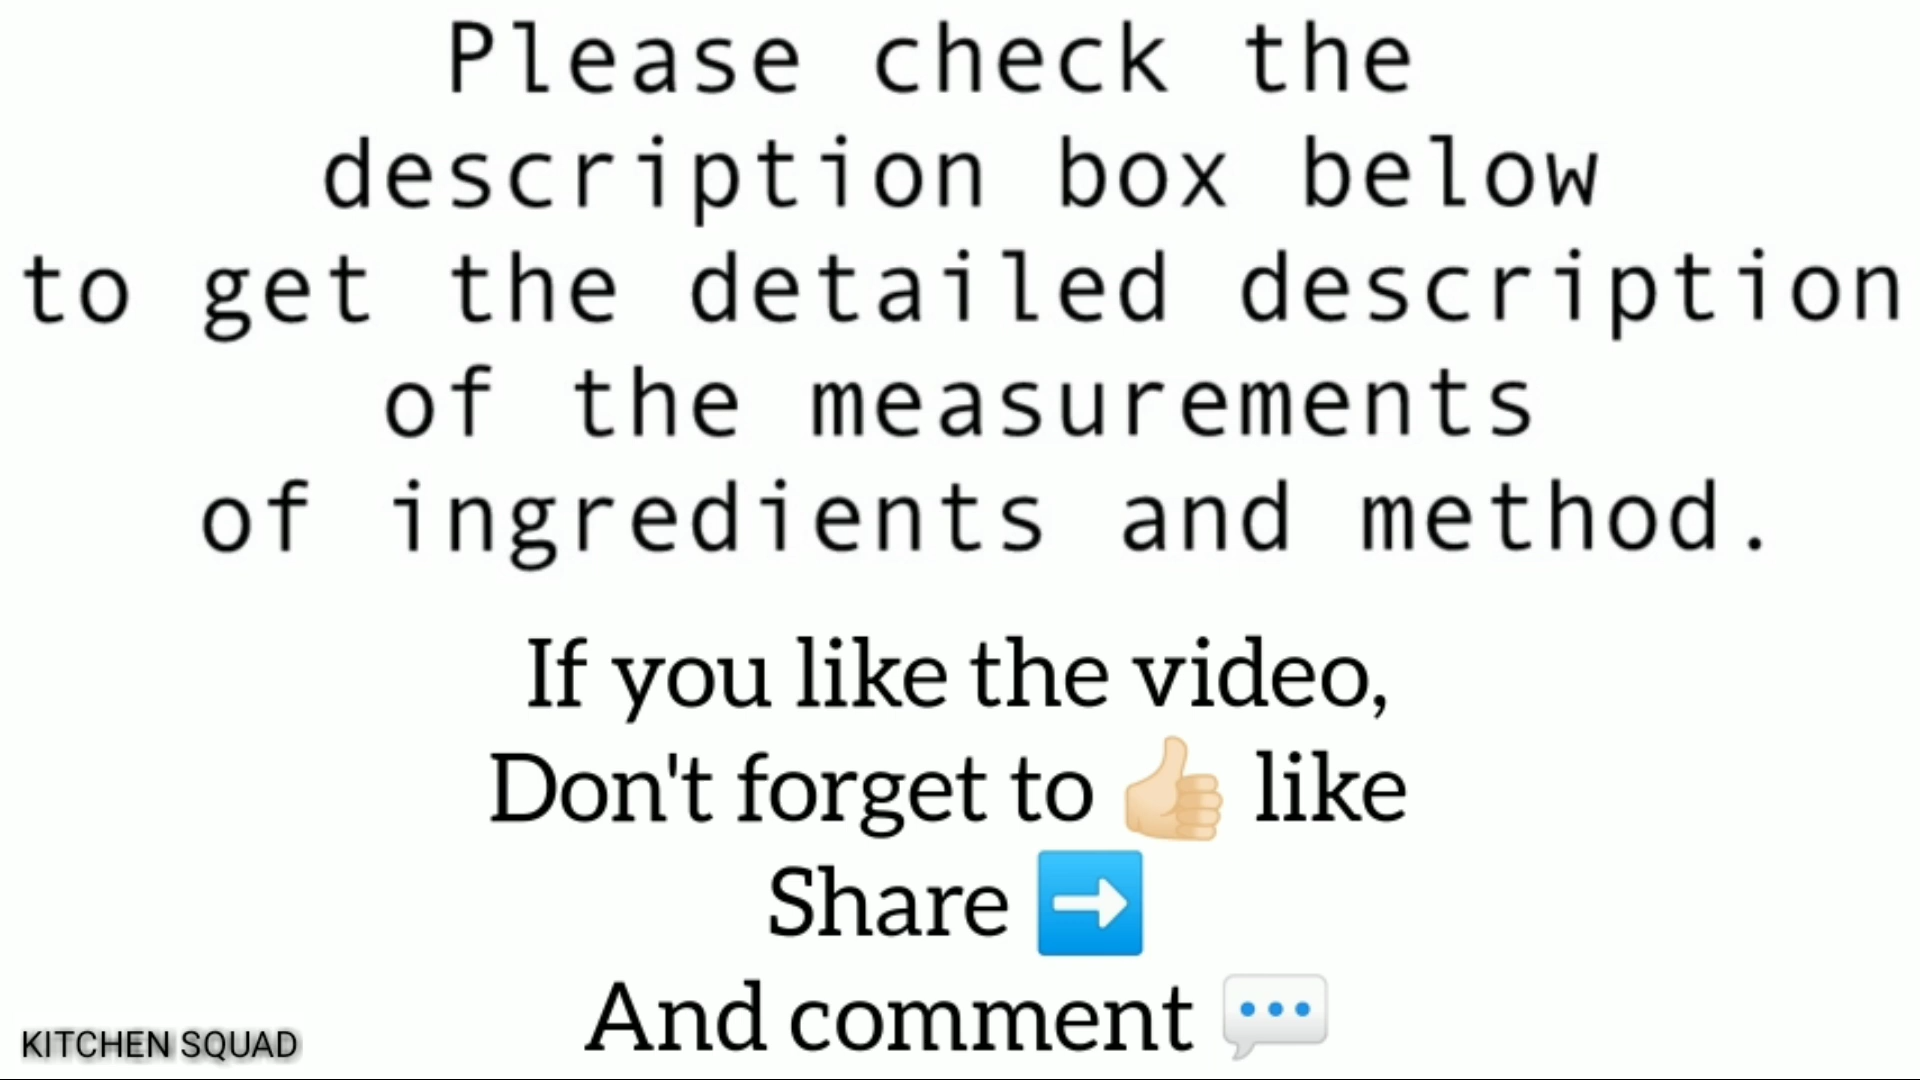 Please check the
description box below
to get the detailed description
of the measurements
of ingredients and method.
If you like the video,
Don't forget to 👍🏻 like
Share ➡️
And comment 💬
KITCHEN SQUAD